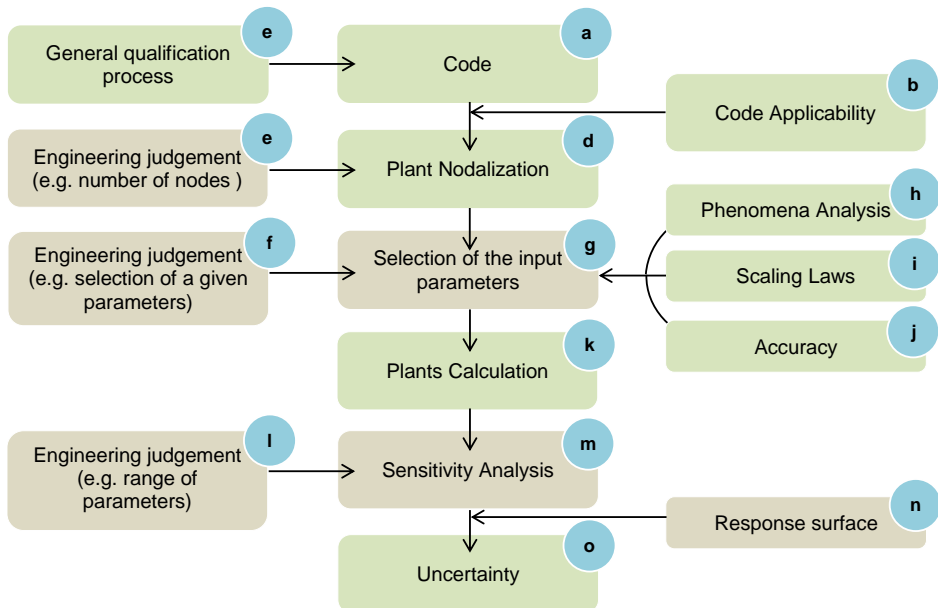 e
General qualification
process
a
Code
b
Code Applicability
e
Engineering judgement
(e.g. number of nodes )
d
Plant Nodalization
h
Phenomena Analysis
f
Engineering judgement
(e.g. selection of a given
parameters)
g
Selection of the input
parameters
i
Scaling Laws
j
Accuracy
k
Plants Calculation
l
Engineering judgement
(e.g. range of
parameters)
m
Sensitivity Analysis
n
Response surface
o
Uncertainty